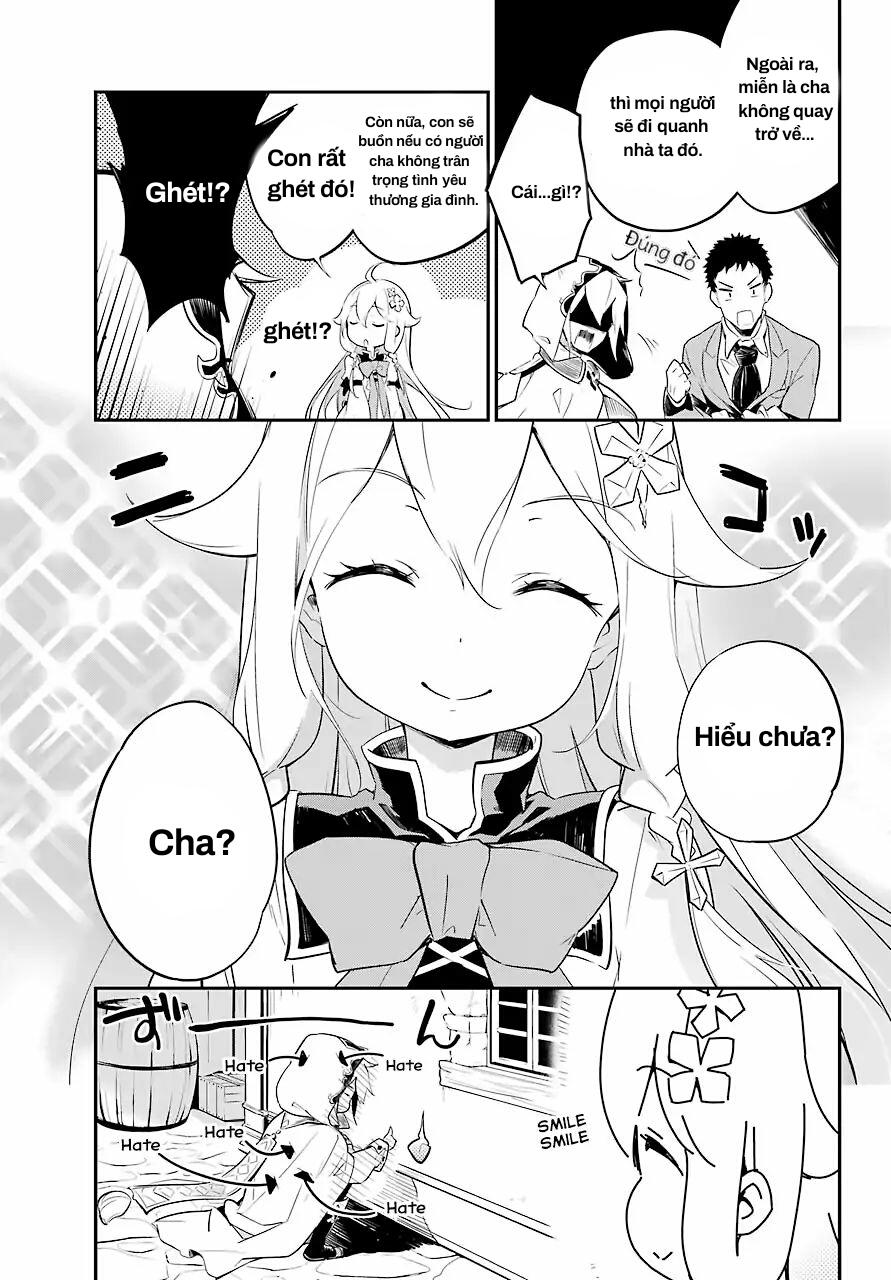 Ngoài ra,
miễn là cha
không quay
trở về...
thì mọi người
sẽ đi quanh
nhà ta đó.
Cái...gì!?
Đúng đó
Còn nữa, con sẽ
buồn nếu có người
cha không trân
trọng tình yêu
thương gia đình.
Con rất
ghét đó!
Ghét!?
ghét!?
ニコ
Hiểu chưa?
Cha?
ずーん
Hate
Hate
Hate
Hate
Hate
SMILE
SMILE